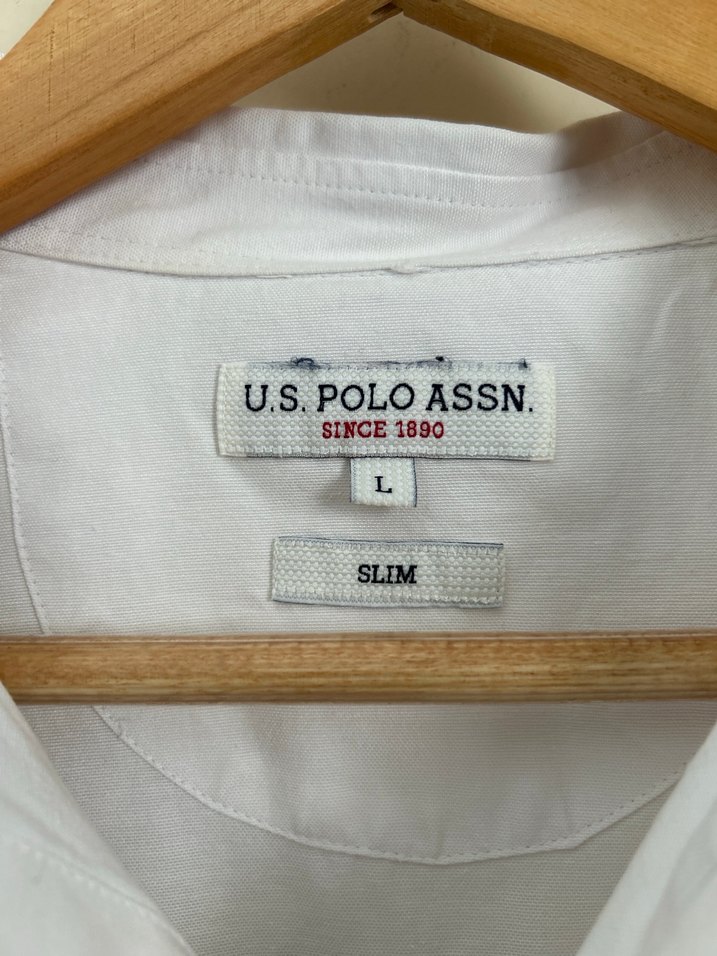 U.S. POLO ASSN.
SINCE 1890
L
SLIM